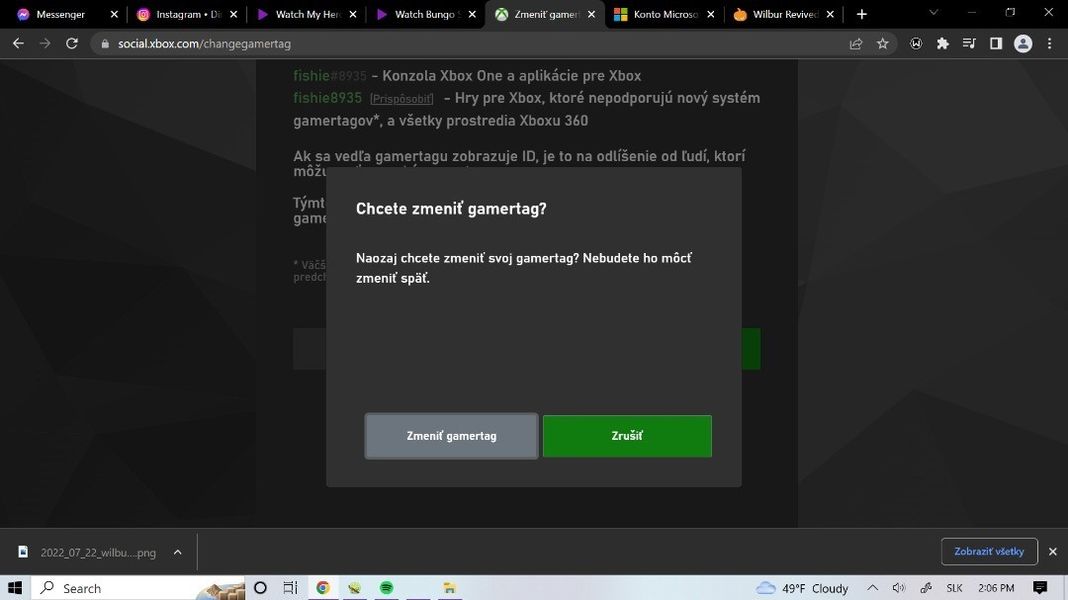 Messenger
Instagram • Di
Watch My Her
Watch Bungo S
Zmeniť gamert
Konto Microso
Wilbur Revived
social.xbox.com/changegamertag
fishie#8935 - Konzola Xbox One a aplikácie pre Xbox
fishie8935 [Prispôsobiť] - Hry pre Xbox, ktoré nepodporujú nový systém
gamertagov*, a všetky prostredia Xboxu 360
Ak sa vedľa gamertagu zobrazuje ID, je to na odlíšenie od ľudí, ktorí
môžu
Týmt
game
* Väčš
predch
Chcete zmeniť gamertag?
Naozaj chcete zmeniť svoj gamertag? Nebudete ho môcť
zmeniť späť.
Zmeniť gamertag
Zrušiť
2022_07_22_wilbu....png
Zobraziť všetky
Search
49°F Cloudy
SLK
2:06 PM